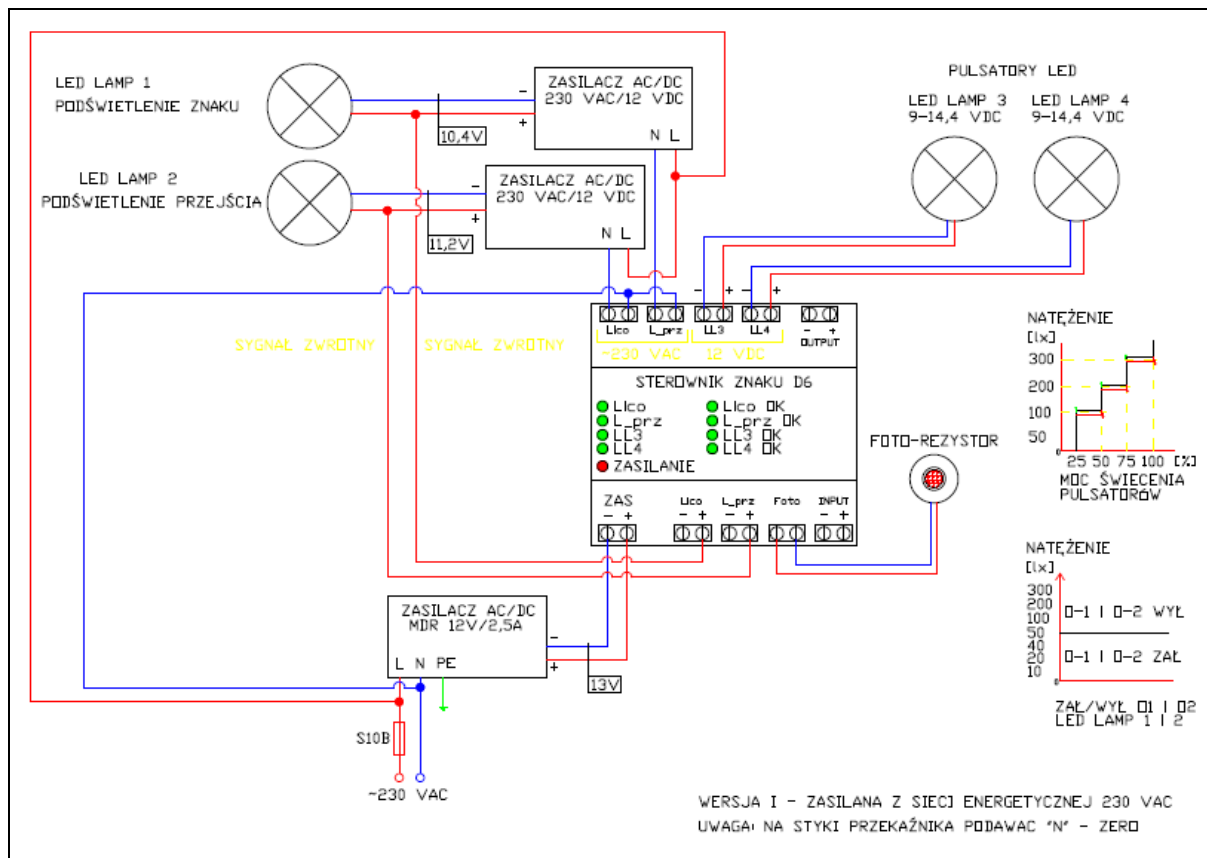 LED LAMP 1
PODŚWIETLENIE ZNAKU
LED LAMP 2
PODŚWIETLENIE PRZEJŚCIA
ZASILACZ AC/DC
230 VAC/12 VDC
-
+
N L
10,4V
ZASILACZ AC/DC
230 VAC/12 VDC
-
+
N L
11,2V
PULSATORY LED
LED LAMP 3
9-14,4 VDC
LED LAMP 4
9-14,4 VDC
SYGNAŁ ZWROTNY
SYGNAŁ ZWROTNY
- + - +
LIco L_prz LL3 LL4
- +
OUTPUT
~230 VAC 12 VDC
STEROWNIK ZNAKU D6
LIco LIco OK
L_prz L_prz OK
LL3 LL3 OK
LL4 LL4 OK
ZASILANIE
ZAS LIco L_prz Foto INPUT
- + - + - + - +
FOTO-REZYSTOR
NATĘŻENIE
[lx]
300
200
100
50
0
25 50 75 100 [%]
MOC ŚWIECENIA
PULSATORÓW
NATĘŻENIE
[lx]
300
200
100
50
40
20
10
0
O-1 I O-2 WYŁ
O-1 I O-2 ZAŁ
ZAŁ/WYŁ O1 I O2
LED LAMP 1 I 2
ZASILACZ AC/DC
MDR 12V/2,5A
L N PE
-
+
13V
S10B
~230 VAC
WERSJA I - ZASILANA Z SIECI ENERGETYCZNEJ 230 VAC
UWAGA: NA STYKI PRZEKAŹNIKA PODAWAĆ "N" - ZERO